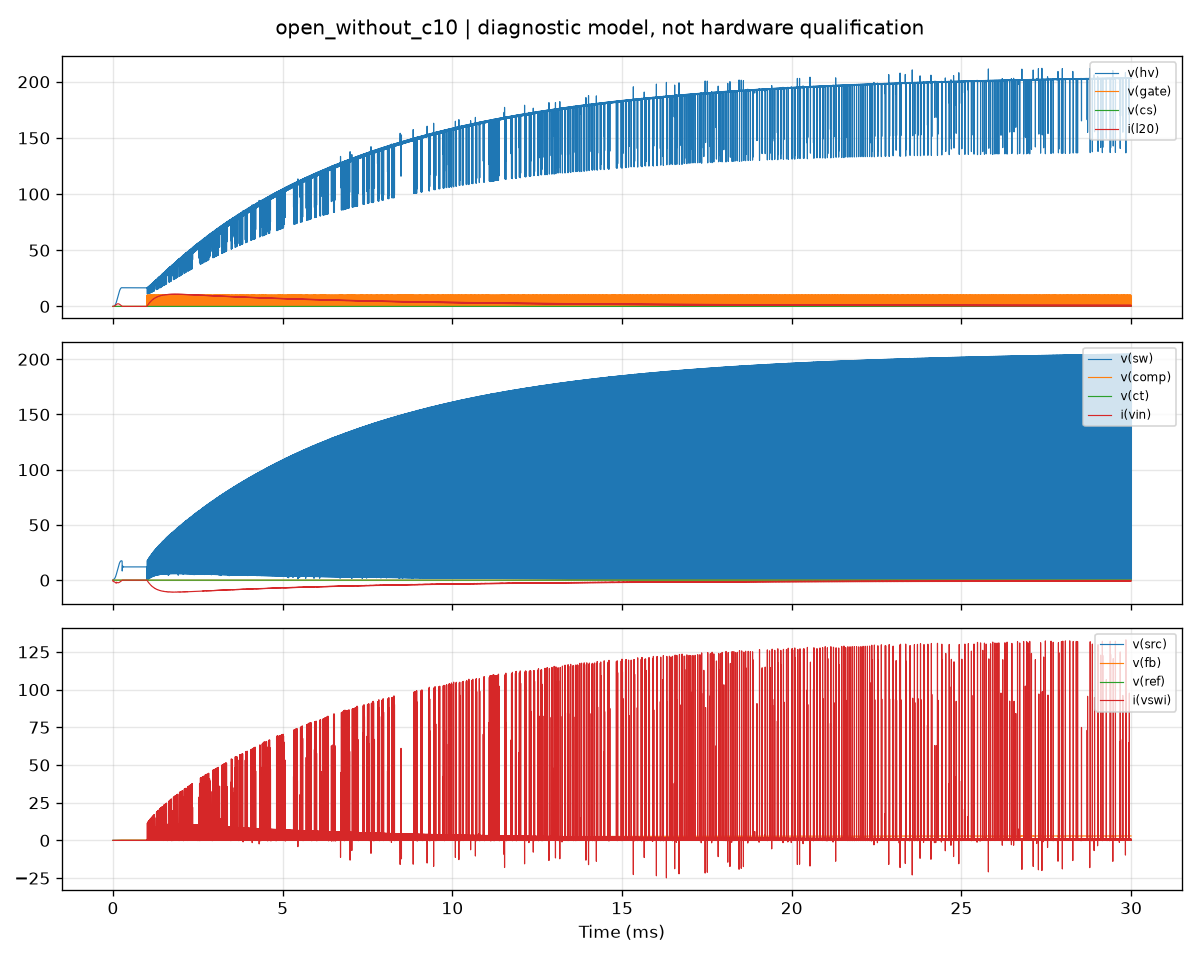 open_without_c10 | diagnostic model, not hardware qualification
200
150
100
50
0
v(hv)
v(gate)
v(cs)
i(l20)
200
150
100
50
0
v(sw)
v(comp)
v(ct)
i(vin)
125
100
75
50
25
0
−25
v(src)
v(fb)
v(ref)
i(vswi)
0 5 10 15 20 25 30
Time (ms)